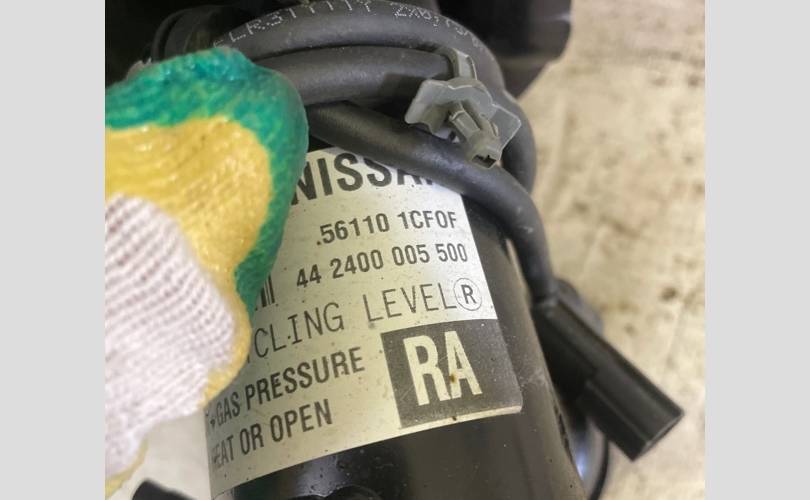 NISSA
56110 1CF0F
44 2400 005 500
CLING LEVEL®
GAS PRESSURE
RA
HEAT OR OPEN